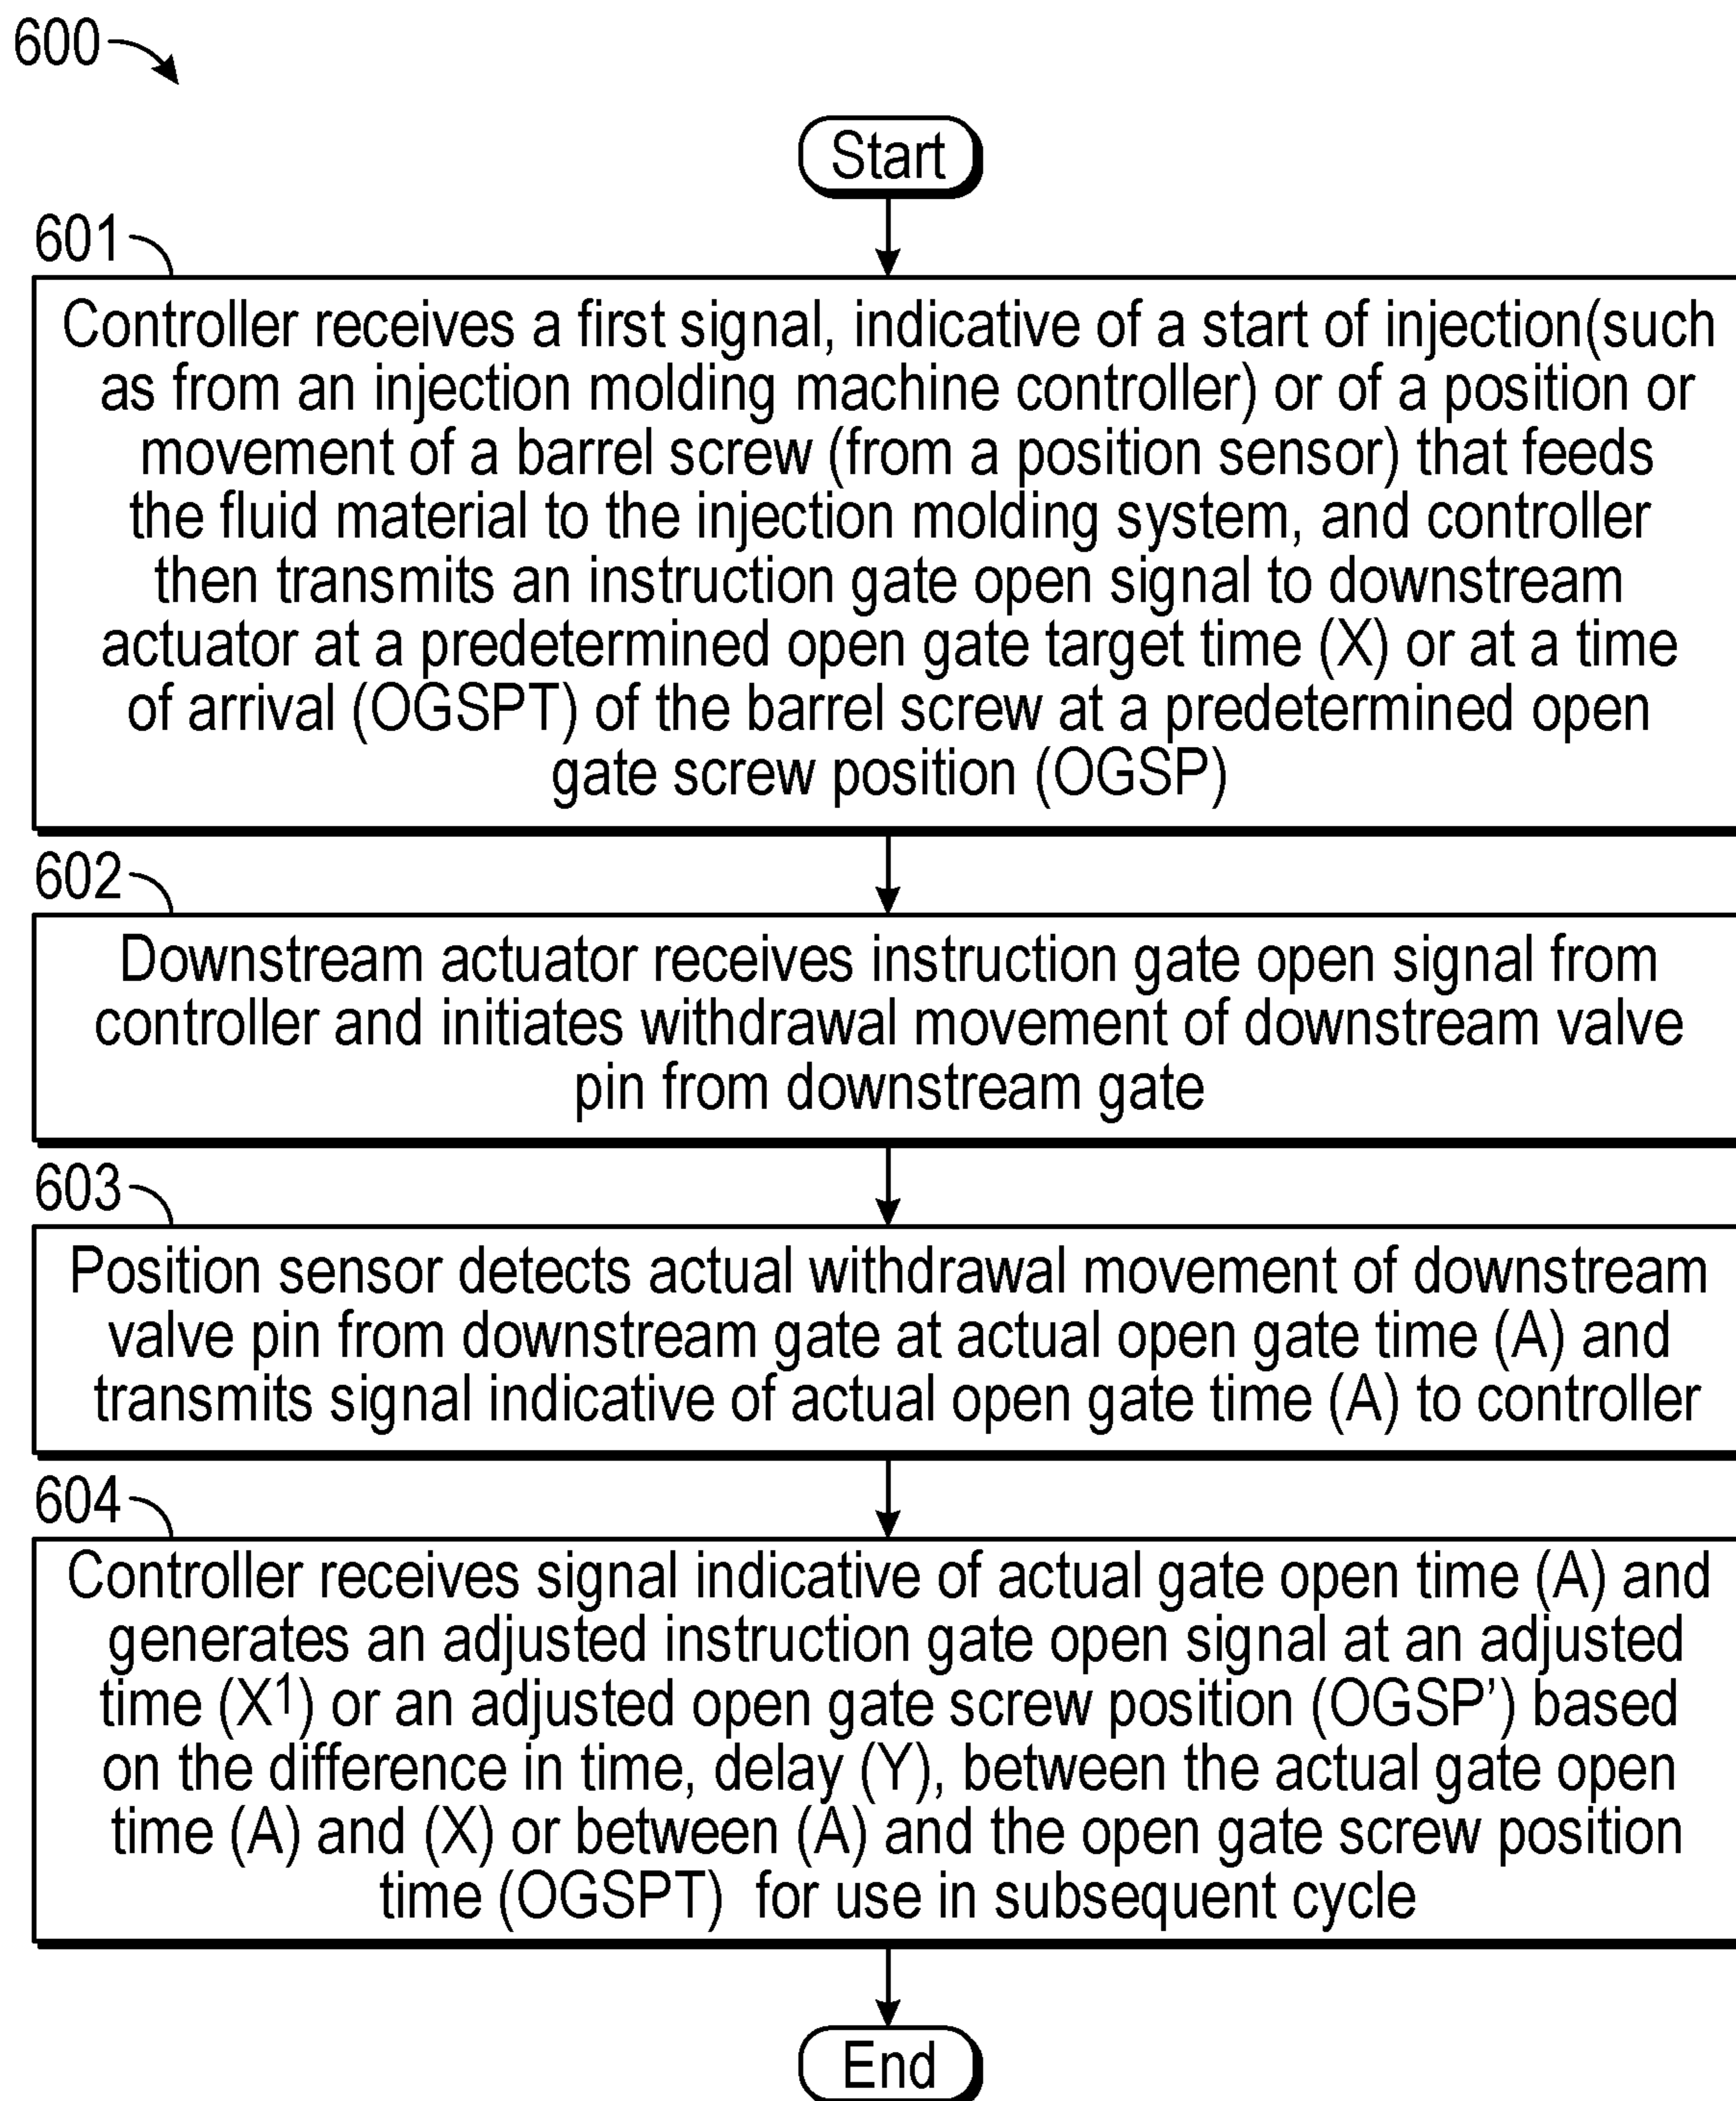 600
Start
601
Controller receives a first signal, indicative of a start of injection(such
as from an injection molding machine controller) or of a position or
movement of a barrel screw (from a position sensor) that feeds
the fluid material to the injection molding system, and controller
then transmits an instruction gate open signal to downstream
actuator at a predetermined open gate target time (X) or at a time
of arrival (OGSPT) of the barrel screw at a predetermined open
gate screw position (OGSP)
602
Downstream actuator receives instruction gate open signal from
controller and initiates withdrawal movement of downstream valve
pin from downstream gate
603
Position sensor detects actual withdrawal movement of downstream
valve pin from downstream gate at actual open gate time (A) and
transmits signal indicative of actual open gate time (A) to controller
604
Controller receives signal indicative of actual gate open time (A) and
generates an adjusted instruction gate open signal at an adjusted
time (X¹) or an adjusted open gate screw position (OGSP’) based
on the difference in time, delay (Y), between the actual gate open
time (A) and (X) or between (A) and the open gate screw position
time (OGSPT) for use in subsequent cycle
End